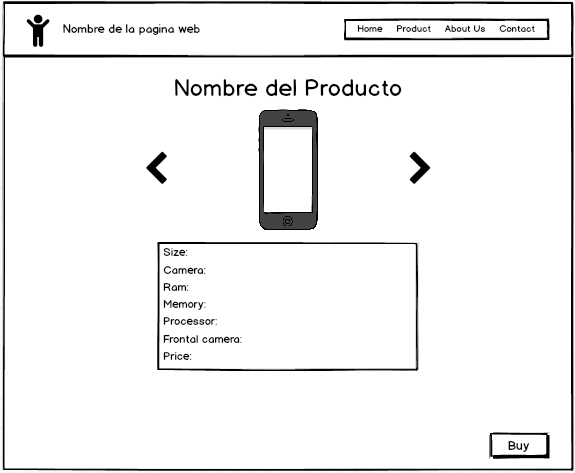 Nombre de la pagina web
Home Product About Us Contact
Nombre del Producto
Size:
Camera:
Ram:
Memory:
Processor:
Frontal camera:
Price:
Buy